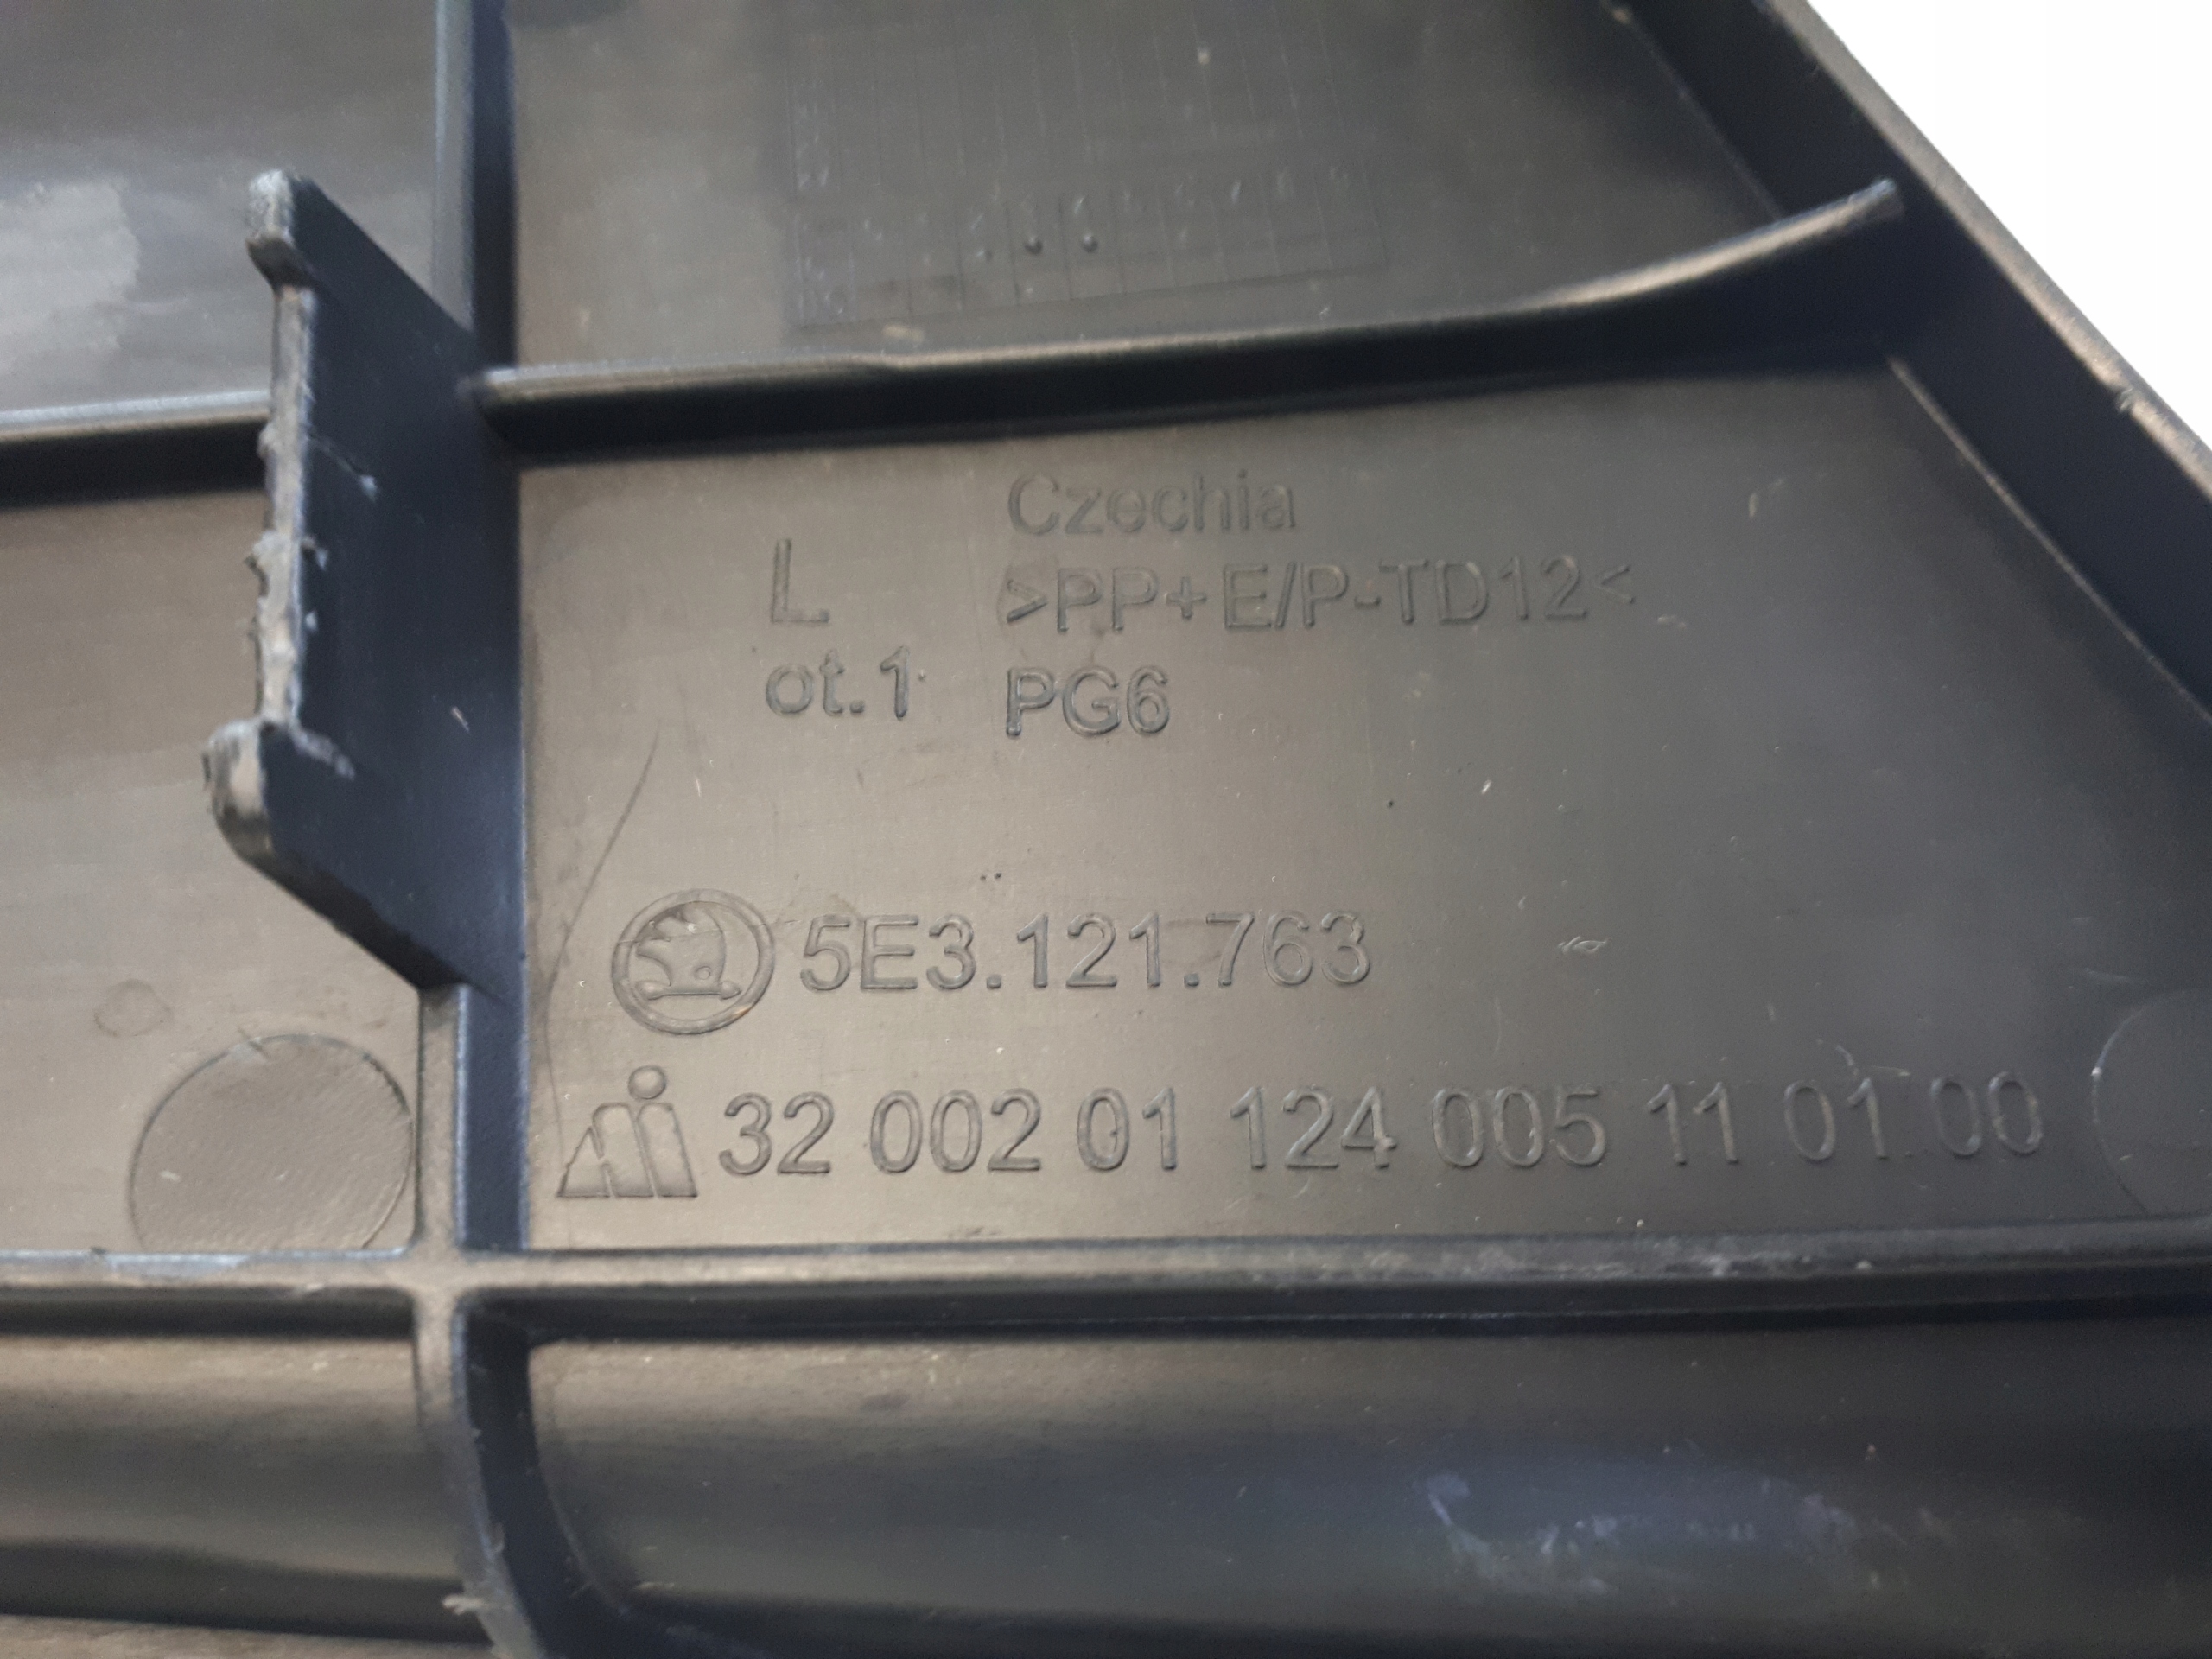 Czechia
L
>PP+E/P-TD12<
ot.1
PG6
5E3.121.763
32 002 01 124 005 11 01.00